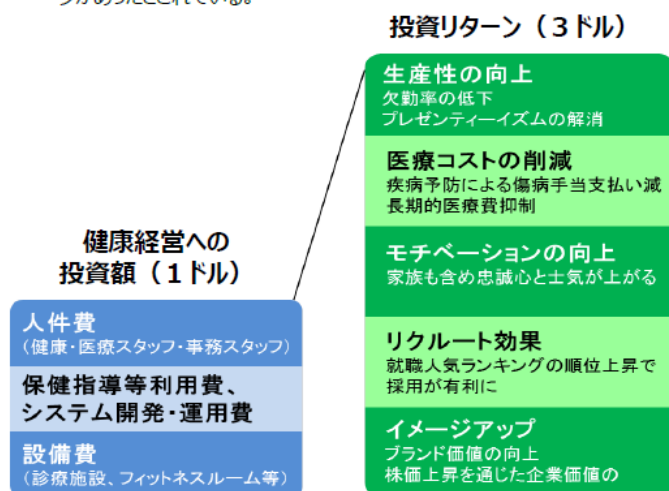 投資リターン(3ドル)
生産性の向上
欠勤率の低下
プレゼンティーイズムの解消
医療コストの削減
疾病予防による傷病手当支払い減
長期的医療費抑制
モチベーションの向上
家族も含め忠誠心と士気が上がる
リクルート効果
就職人気ランキングの順位上昇で
採用が有利に
イメージアップ
ブランド価値の向上
株価上昇を通じた企業価値の
健康経営への
投資額(1ドル)
人件費
(健康・医療スタッフ・事務スタッフ)
保健指導等利用費、
システム開発・運用費
設備費
(診療施設、フィットネスルーム等)